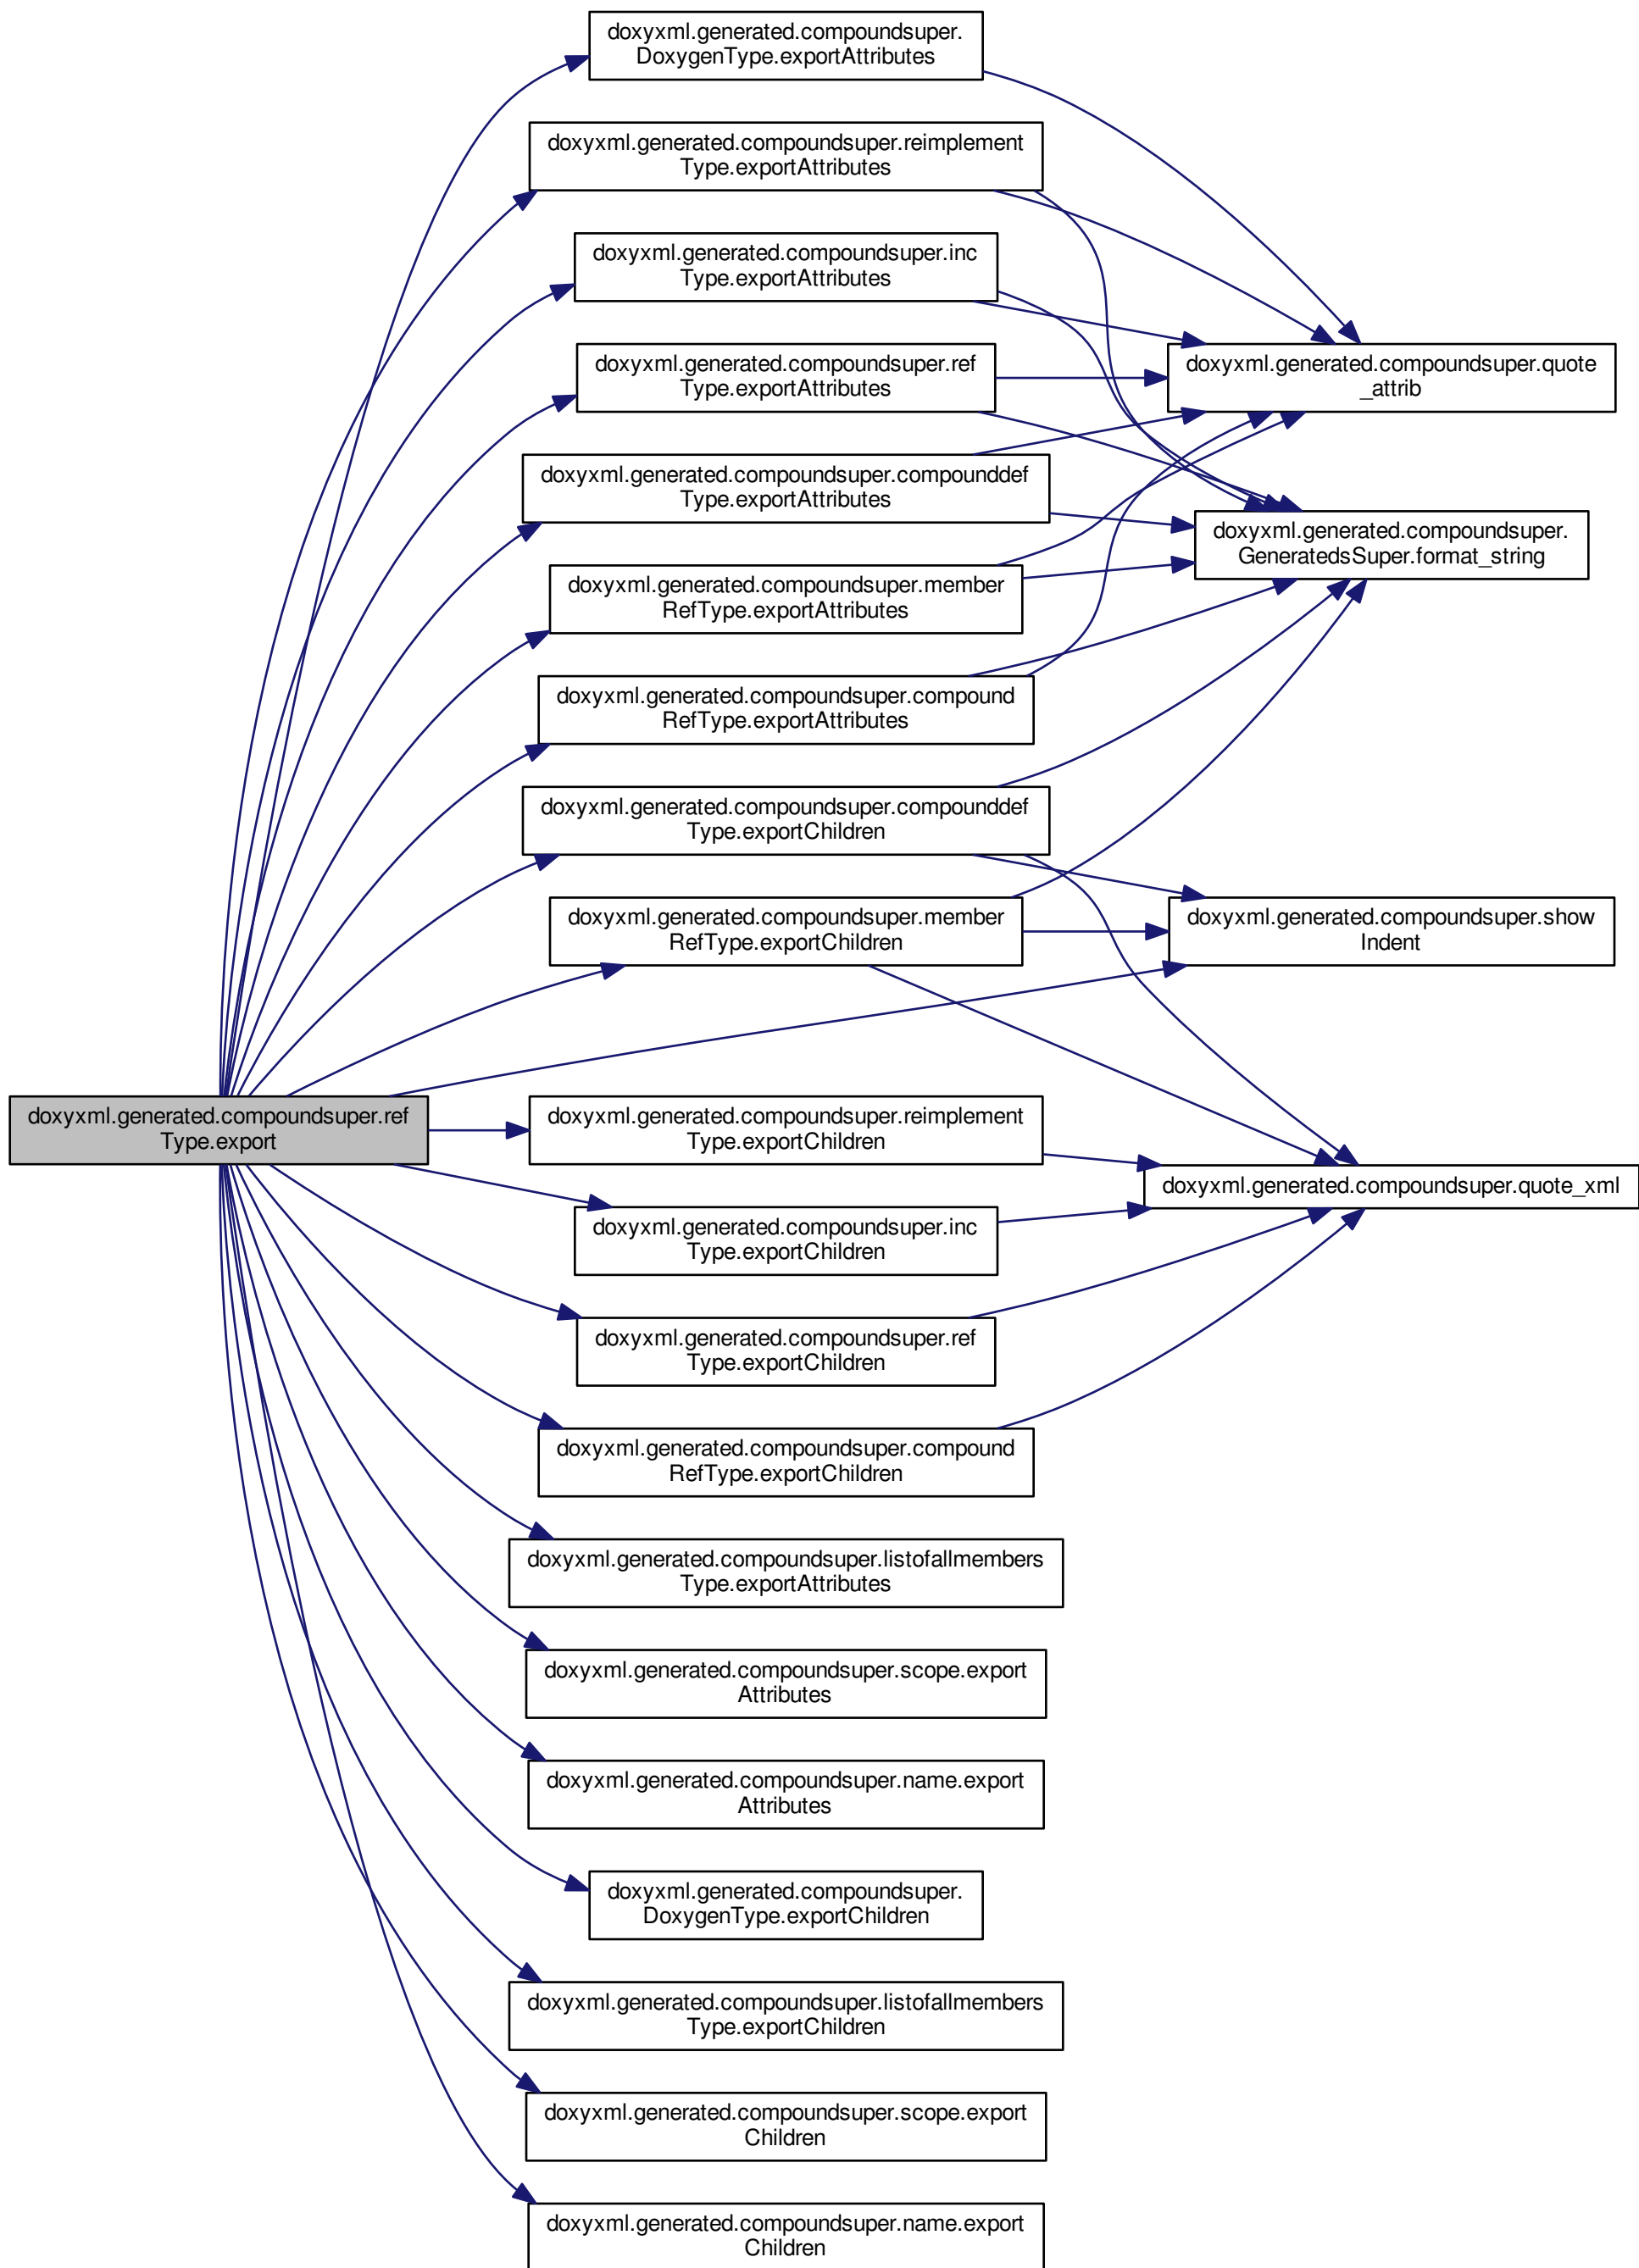 doxyxml.generated.compoundsuper.
DoxygenType.exportAttributes
doxyxml.generated.compoundsuper.reimplement
Type.exportAttributes
doxyxml.generated.compoundsuper.inc
Type.exportAttributes
doxyxml.generated.compoundsuper.ref
Type.exportAttributes
doxyxml.generated.compoundsuper.quote
_attrib
doxyxml.generated.compoundsuper.compounddef
Type.exportAttributes
doxyxml.generated.compoundsuper.
GeneratedsSuper.format_string
doxyxml.generated.compoundsuper.member
RefType.exportAttributes
doxyxml.generated.compoundsuper.compound
RefType.exportAttributes
doxyxml.generated.compoundsuper.compounddef
Type.exportChildren
doxyxml.generated.compoundsuper.member
RefType.exportChildren
doxyxml.generated.compoundsuper.show
Indent
doxyxml.generated.compoundsuper.ref
Type.export
doxyxml.generated.compoundsuper.reimplement
Type.exportChildren
doxyxml.generated.compoundsuper.quote_xml
doxyxml.generated.compoundsuper.inc
Type.exportChildren
doxyxml.generated.compoundsuper.ref
Type.exportChildren
doxyxml.generated.compoundsuper.compound
RefType.exportChildren
doxyxml.generated.compoundsuper.listofallmembers
Type.exportAttributes
doxyxml.generated.compoundsuper.scope.export
Attributes
doxyxml.generated.compoundsuper.name.export
Attributes
doxyxml.generated.compoundsuper.
DoxygenType.exportChildren
doxyxml.generated.compoundsuper.listofallmembers
Type.exportChildren
doxyxml.generated.compoundsuper.scope.export
Children
doxyxml.generated.compoundsuper.name.export
Children